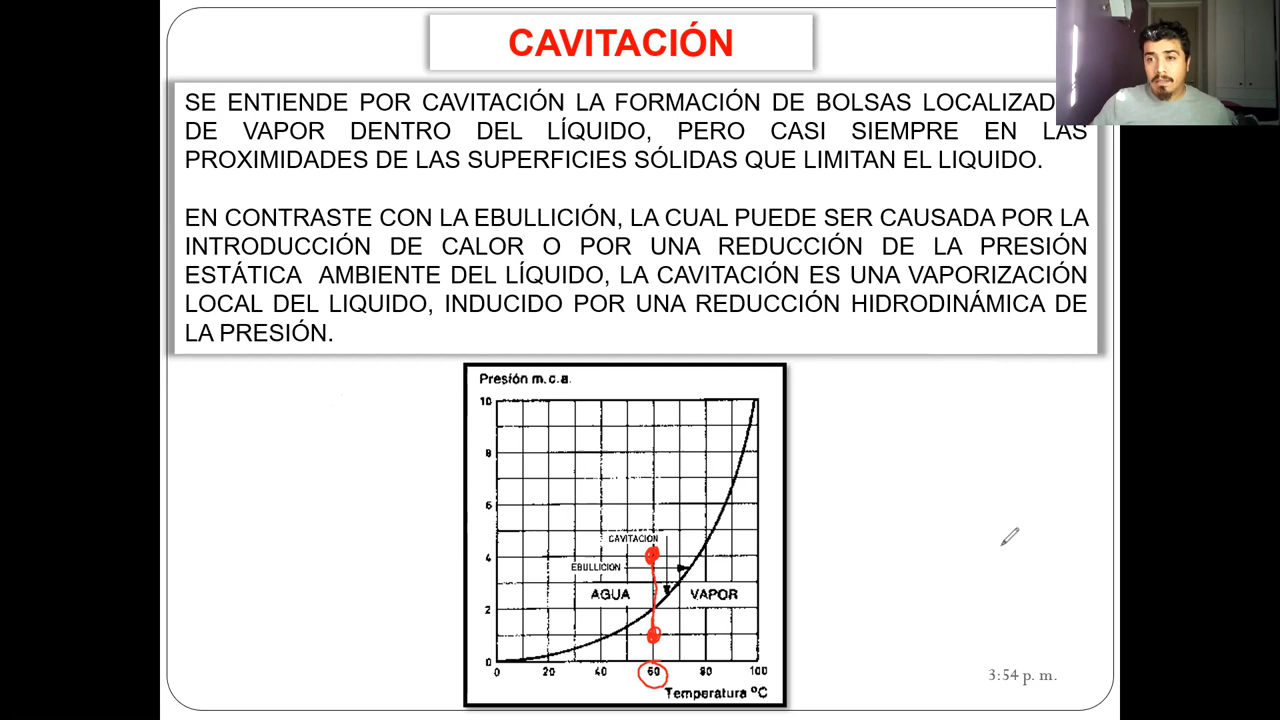 CAVITACIÓN
SE ENTIENDE POR CAVITACIÓN LA FORMACIÓN DE BOLSAS LOCALIZAD
DE VAPOR DENTRO DEL LÍQUIDO, PERO CASI SIEMPRE EN LAS
PROXIMIDADES DE LAS SUPERFICIES SÓLIDAS QUE LIMITAN EL LIQUIDO.
EN CONTRASTE CON LA EBULLICIÓN, LA CUAL PUEDE SER CAUSADA POR LA
INTRODUCCIÓN DE CALOR O POR UNA REDUCCIÓN DE LA PRESIÓN
ESTÁTICA AMBIENTE DEL LÍQUIDO, LA CAVITACIÓN ES UNA VAPORIZACIÓN
LOCAL DEL LIQUIDO, INDUCIDO POR UNA REDUCCIÓN HIDRODINÁMICA DE
LA PRESIÓN.
Presión m.c.a.
10
8
6
CAVITACION
4
EBULLICION
AGUA VAPOR
2
0
0 20 40 60 80 100
Temperatura ºC
3:54 p. m.